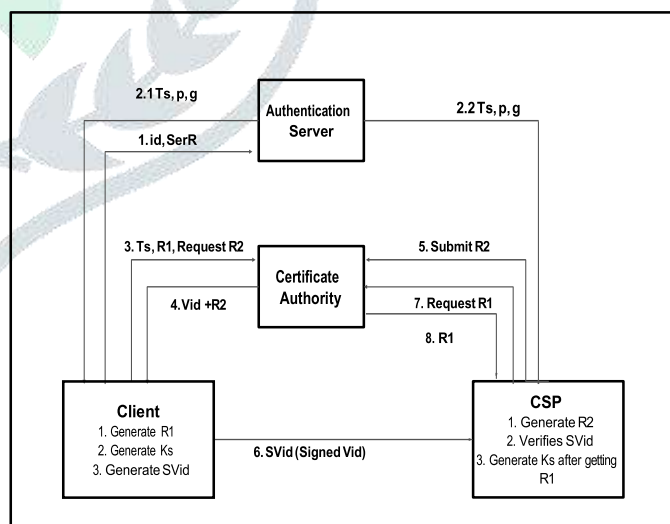 2.1 Ts, p, g
Authentication
Server
2.2 Ts, p, g
1. id, SerR
3. Ts, R1, Request R2
5. Submit R2
Certificate
Authority
4. Vid +R2
7. Request R1
8. R1
Client
1. Generate R1
2. Generate Ks
3. Generate SVid
6. SVid (Signed Vid)
CSP
1. Generate R2
2. Verifies SVid
3. Generate Ks after getting
R1